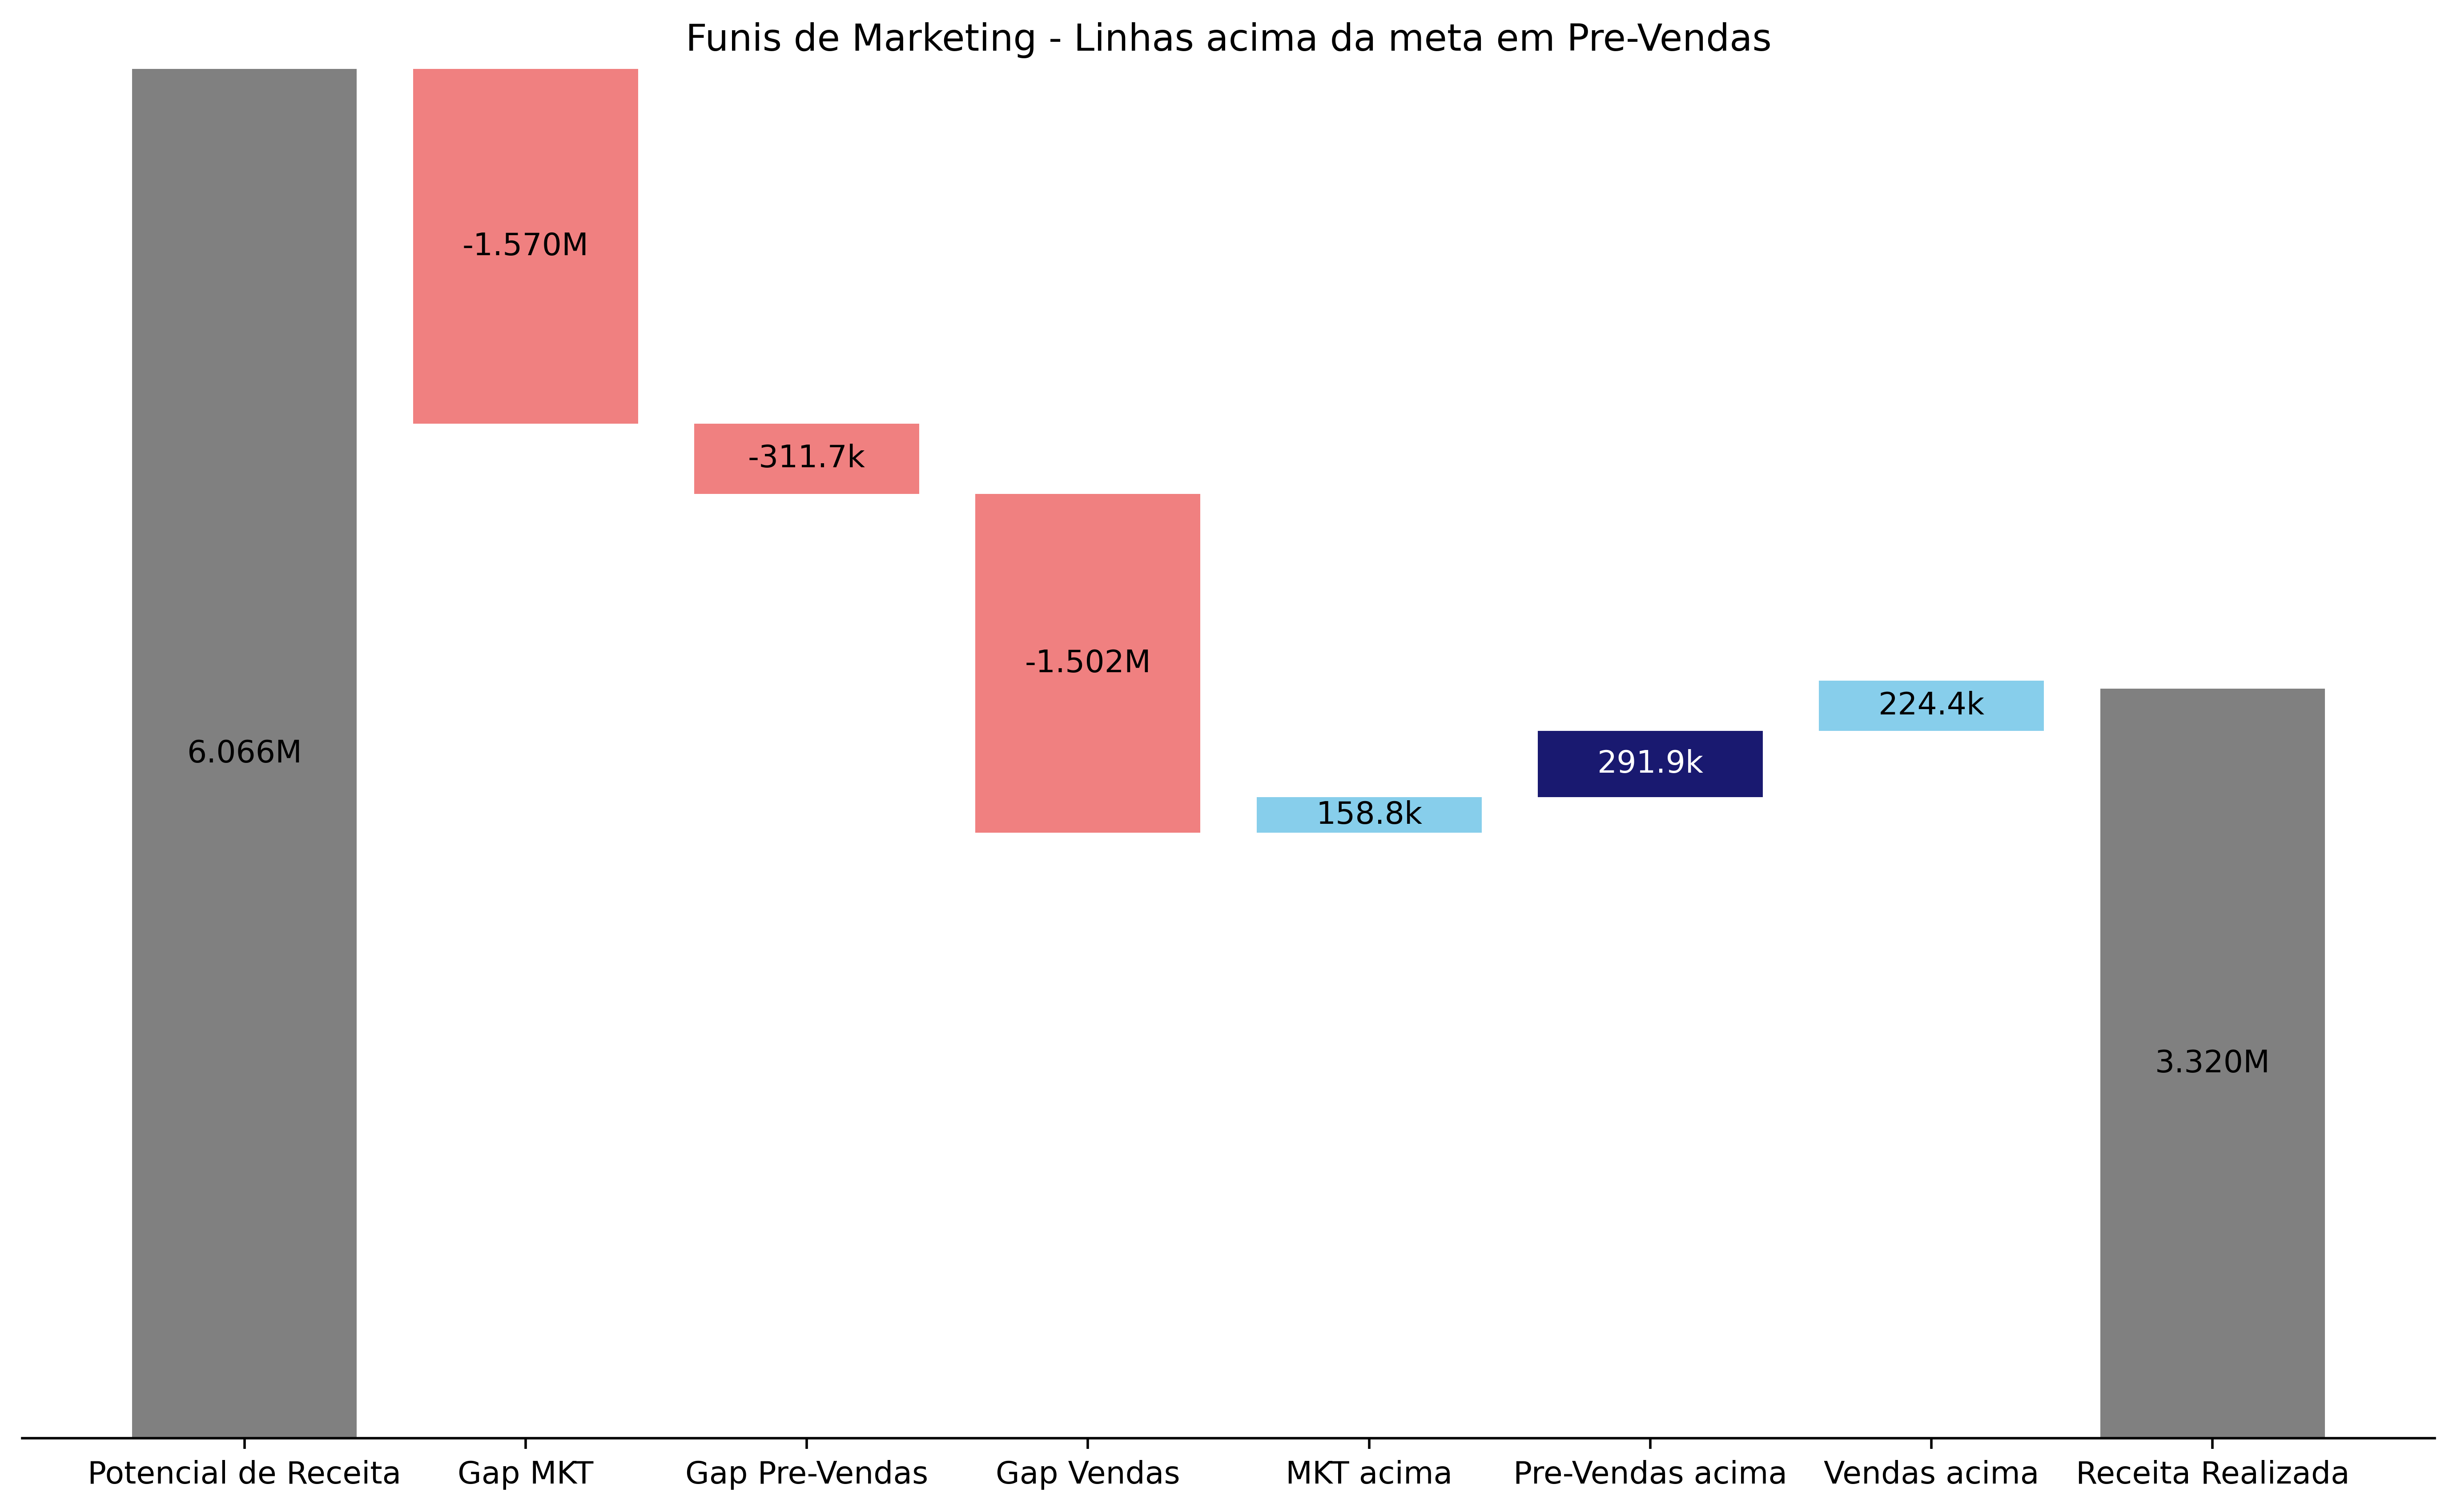 Funis de Marketing - Linhas acima da meta em Pre-Vendas
-1.570M
-311.7k
-1.502M
224.4k
6.066M
291.9k
158.8k
3.320M
Potencial de Receita
Gap MKT
Gap Pre-Vendas
Gap Vendas
MKT acima
Pre-Vendas acima
Vendas acima
Receita Realizada